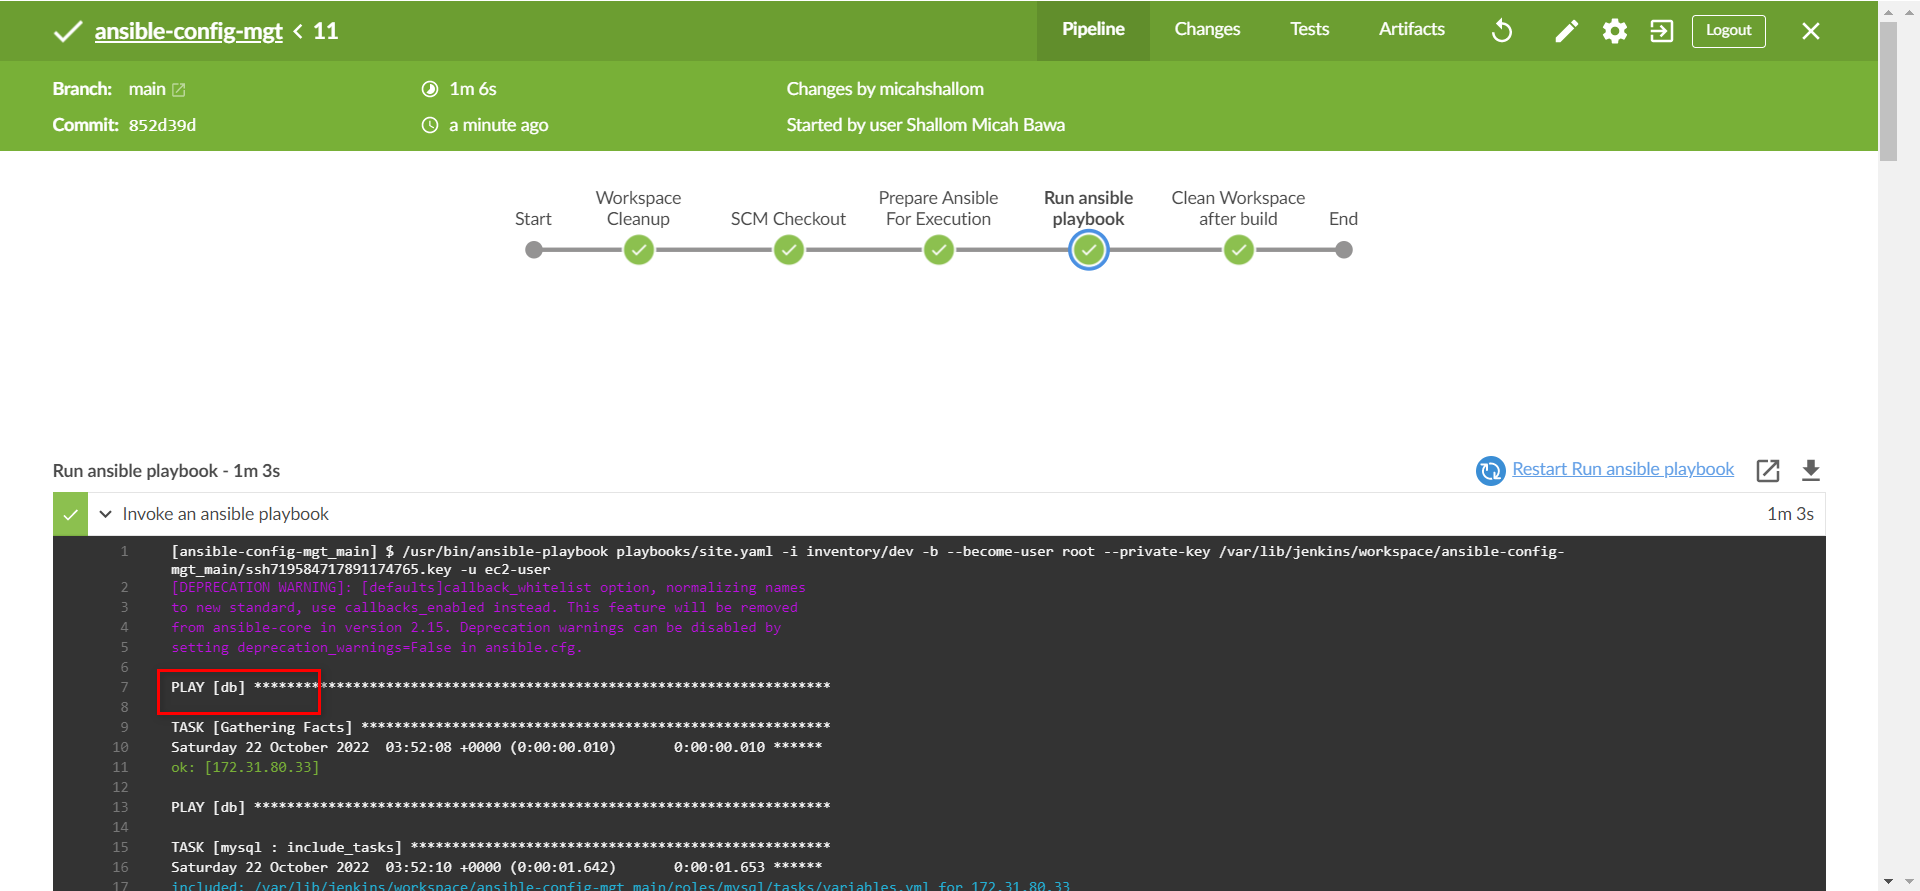 ansible-config-mgt < 11
Pipeline
Changes
Tests
Artifacts
Logout
Branch: main
1m 6s
Changes by micahshallom
Commit: 852d39d
a minute ago
Started by user Shallom Micah Bawa
Start
Workspace
Cleanup
SCM Checkout
Prepare Ansible
For Execution
Run ansible
playbook
Clean Workspace
after build
End
Run ansible playbook - 1m 3s
Restart Run ansible playbook
Invoke an ansible playbook
1m 3s
1 [ansible-config-mgt_main] $ /usr/bin/ansible-playbook playbooks/site.yaml -i inventory/dev -b --become-user root --private-key /var/lib/jenkins/workspace/ansible-config-
mgt_main/ssh719584717891174765.key -u ec2-user
2 [DEPRECATION WARNING]: [defaults]callback_whitelist option, normalizing names
3 to new standard, use callbacks_enabled instead. This feature will be removed
4 from ansible-core in version 2.15. Deprecation warnings can be disabled by
5 setting deprecation_warnings=False in ansible.cfg.
6
7 PLAY [db] **********************************************************************
8
9 TASK [Gathering Facts] *********************************************************
10 Saturday 22 October 2022  03:52:08 +0000 (0:00:00.010)       0:00:00.010 ******
11 ok: [172.31.80.33]
12
13 PLAY [db] **********************************************************************
14
15 TASK [mysql : include_tasks] ***************************************************
16 Saturday 22 October 2022  03:52:10 +0000 (0:00:01.642)       0:00:01.653 ******
17 included: /var/lib/jenkins/workspace/ansible-config-mgt_main/roles/mysql/tasks/variables.yml for 172.31.80.33